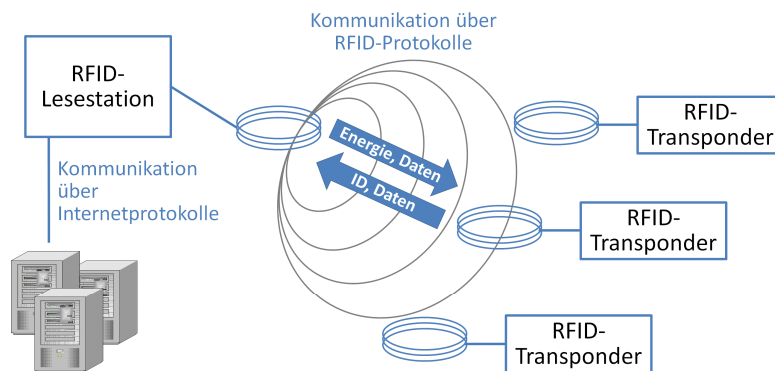 Kommunikation über
RFID-Protokolle
RFID-
Lesestation
Energie, Daten
ID, Daten
RFID-
Transponder
Kommunikation
über
Internetprotokolle
RFID-
Transponder
RFID-
Transponder